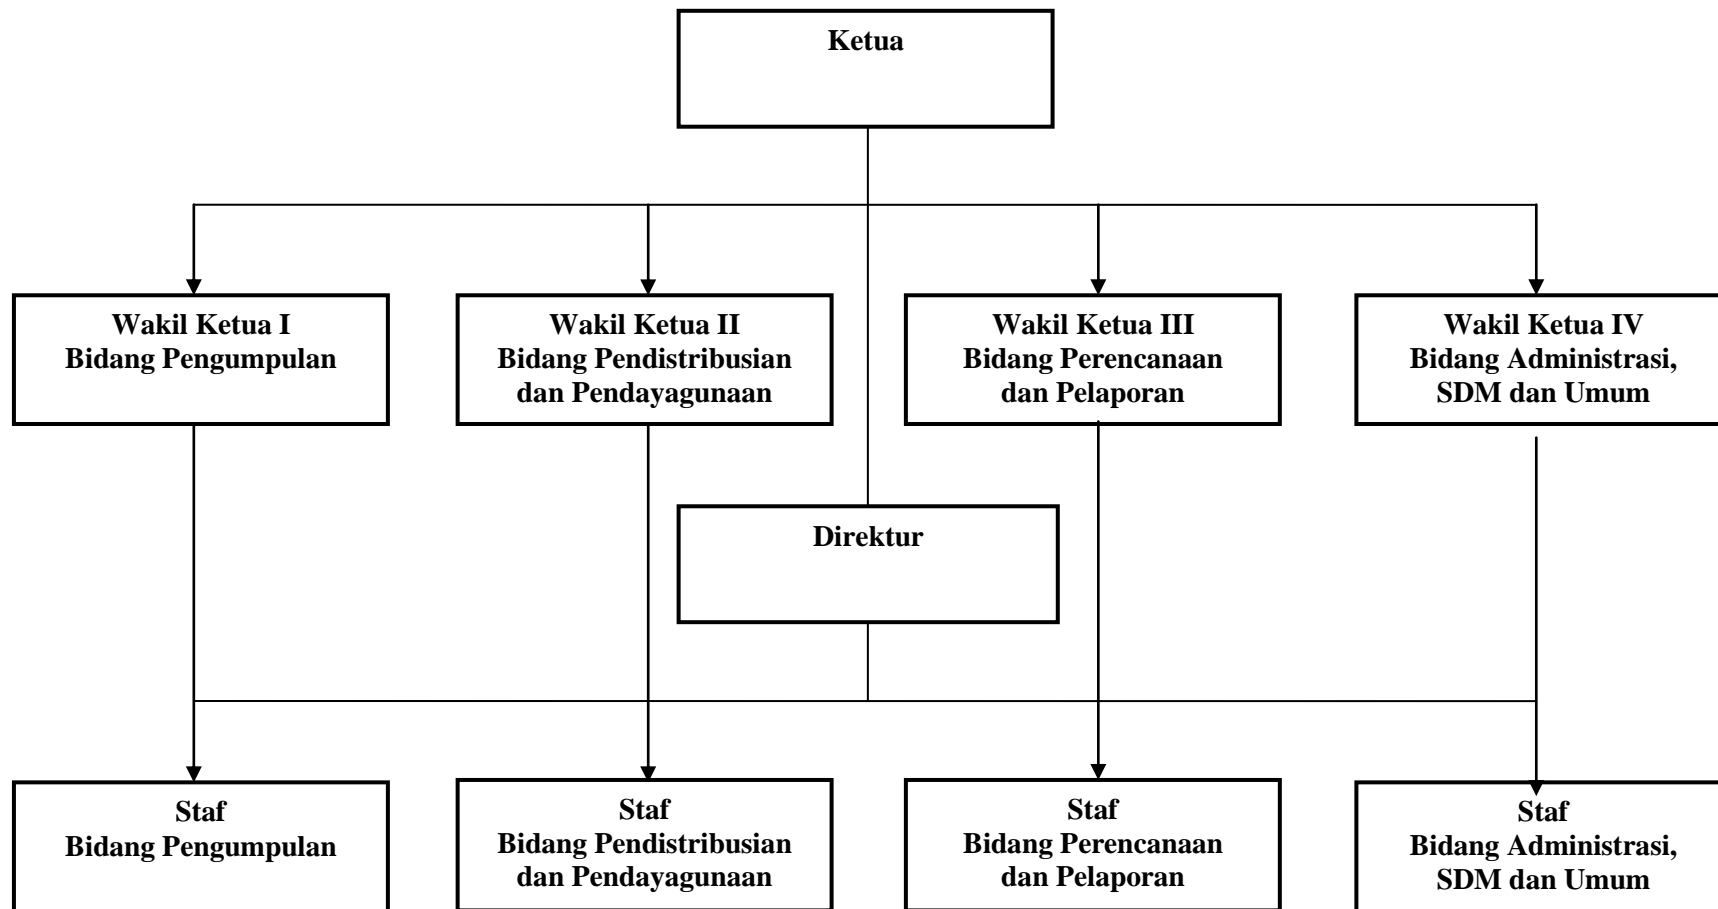 Ketua
Wakil Ketua I
Bidang Pengumpulan
Wakil Ketua II
Bidang Pendistribusian
dan Pendayagunaan
Wakil Ketua III
Bidang Perencanaan
dan Pelaporan
Wakil Ketua IV
Bidang Administrasi,
SDM dan Umum
Direktur
Staf
Bidang Pengumpulan
Staf
Bidang Pendistribusian
dan Pendayagunaan
Staf
Bidang Perencanaan
dan Pelaporan
Staf
Bidang Administrasi,
SDM dan Umum